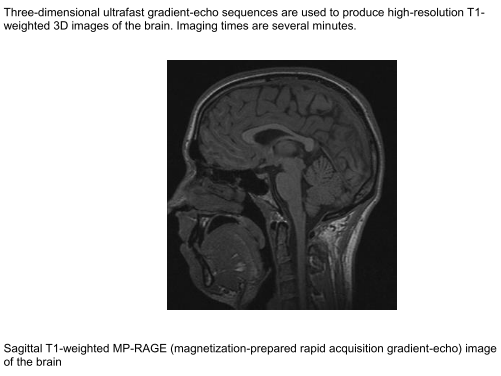 Three-dimensional ultrafast gradient-echo sequences are used to produce high-resolution T1-
weighted 3D images of the brain. Imaging times are several minutes.
Sagittal T1-weighted MP-RAGE (magnetization-prepared rapid acquisition gradient-echo) image
of the brain